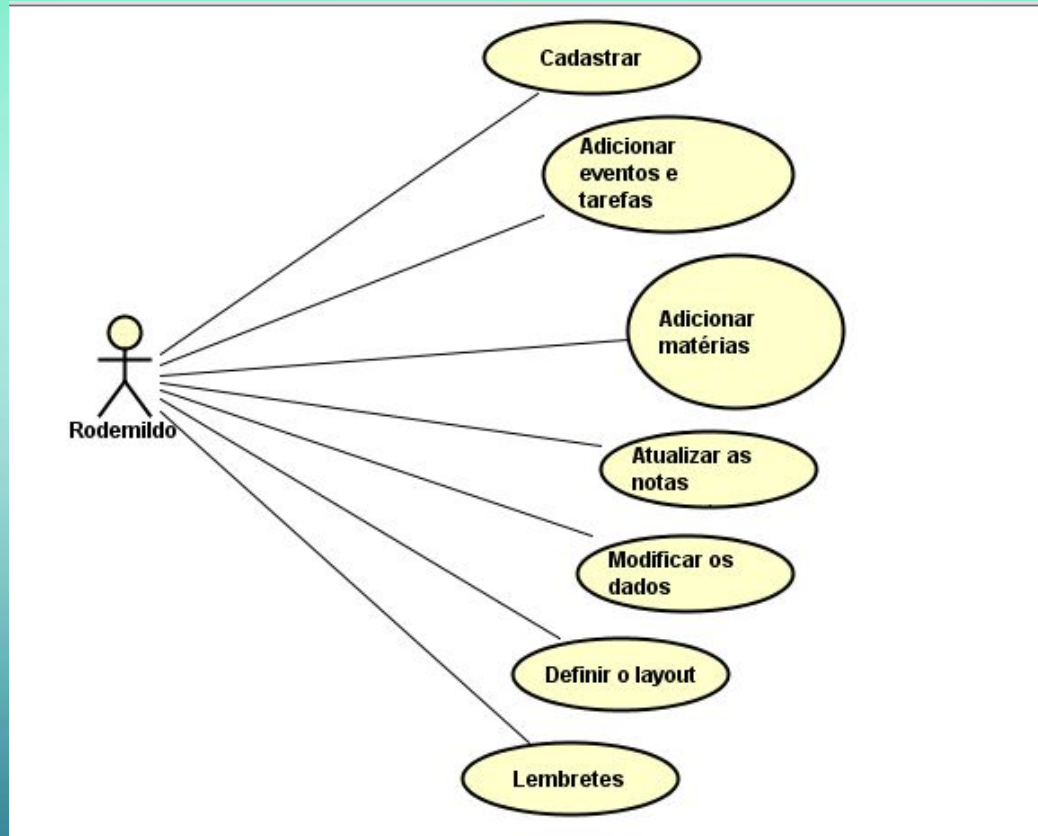 Cadastrar
Adicionar
eventos e
tarefas
Adicionar
matérias
Rodemildo
Atualizar as
notas
Modificar os
dados
Definir o layout
Lembretes